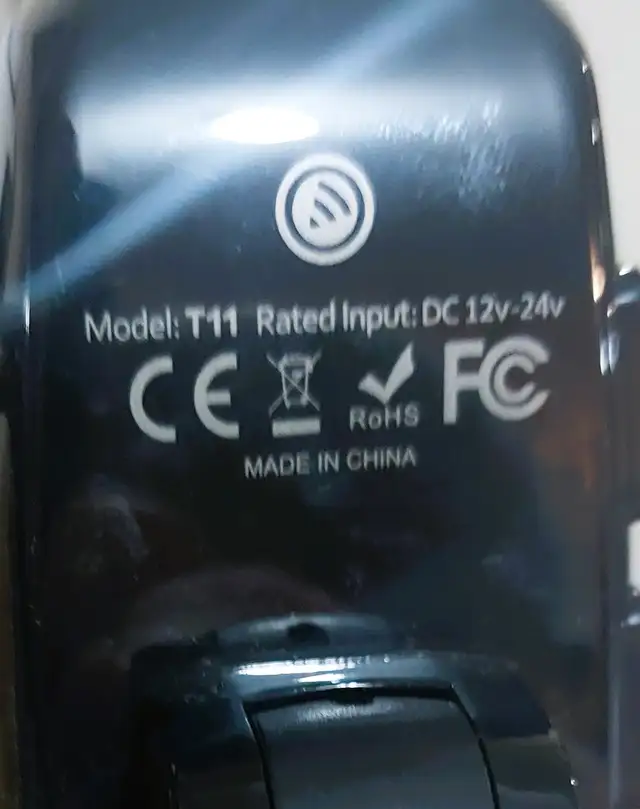 Model: T11 Rated Input: DC 12v-24v
CE RoHS FC
MADE IN CHINA